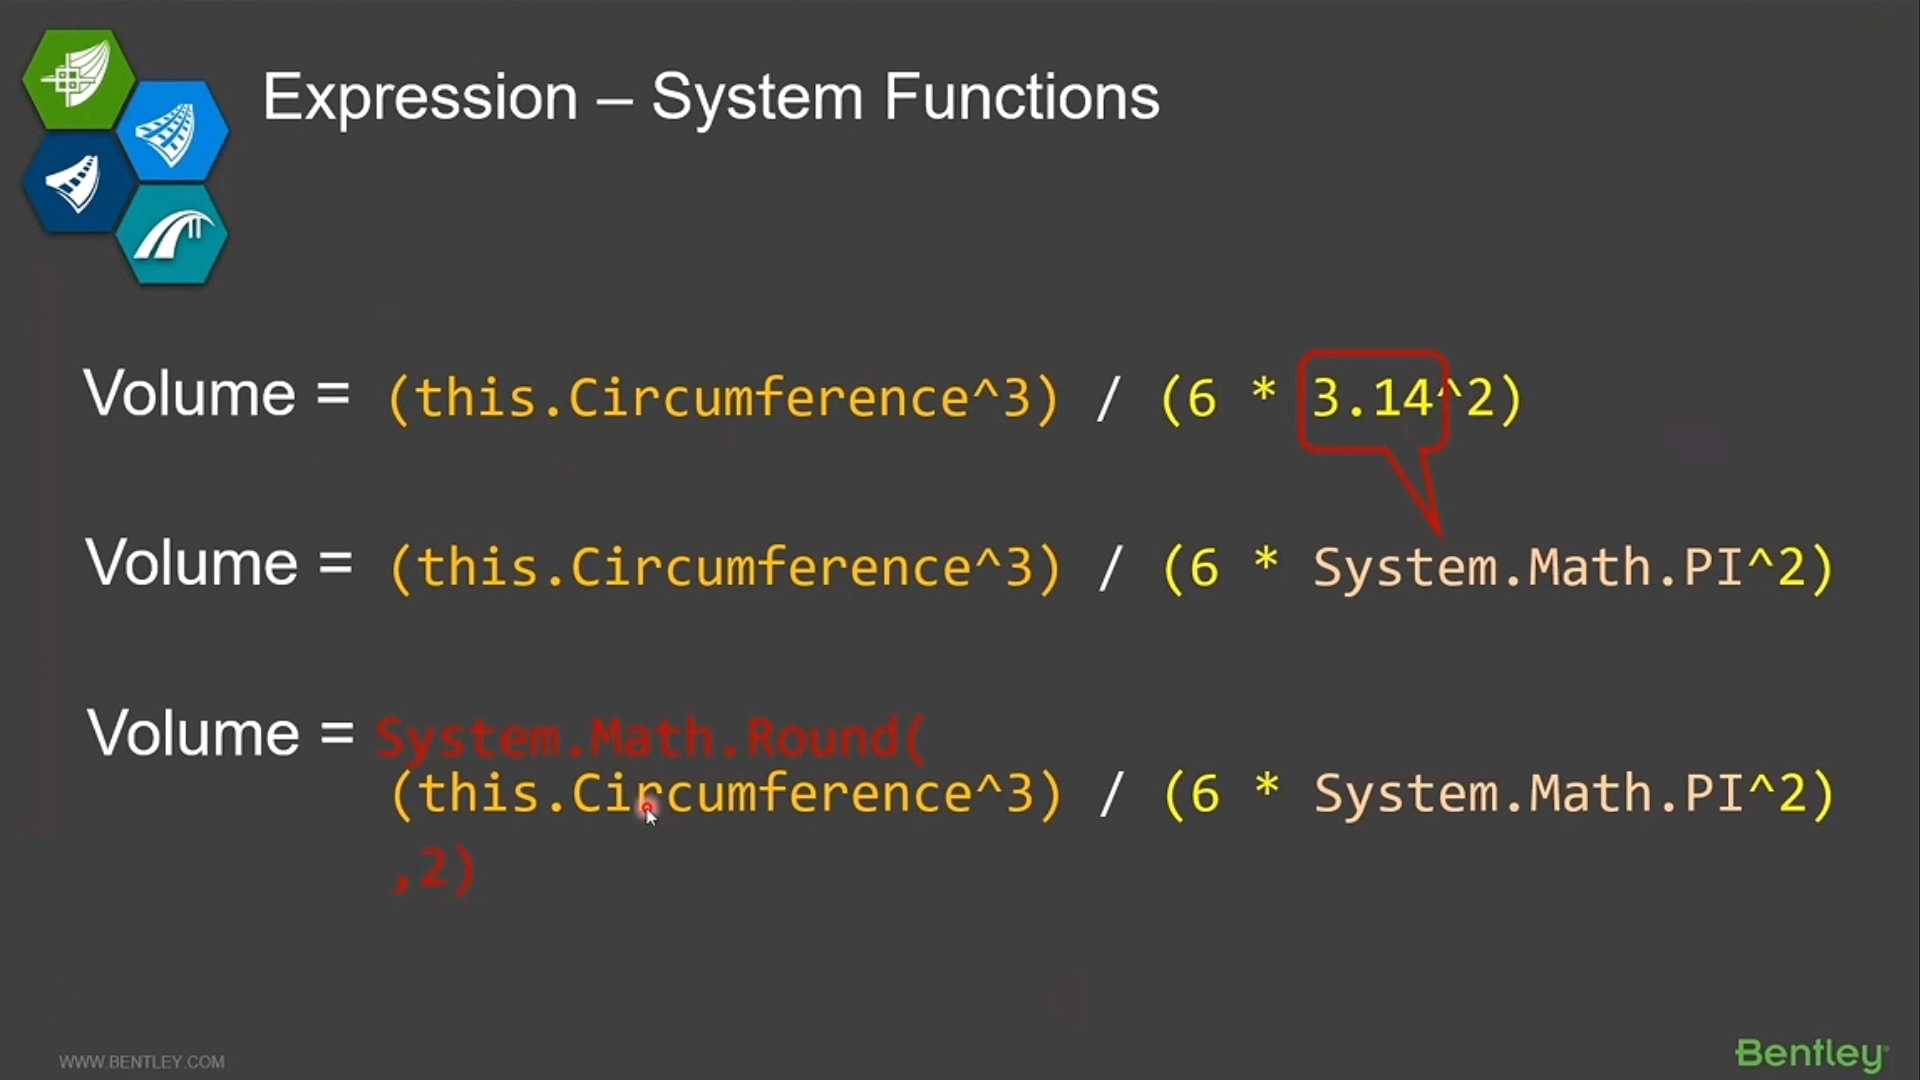 Expression – System Functions
Volume = (this.Circumference^3) / (6 * 3.14^2)
Volume = (this.Circumference^3) / (6 * System.Math.PI^2)
Volume = System.Math.Round(
(this.Circumference^3) / (6 * System.Math.PI^2)
,2)
WWW.BENTLEY.COM
Bentley